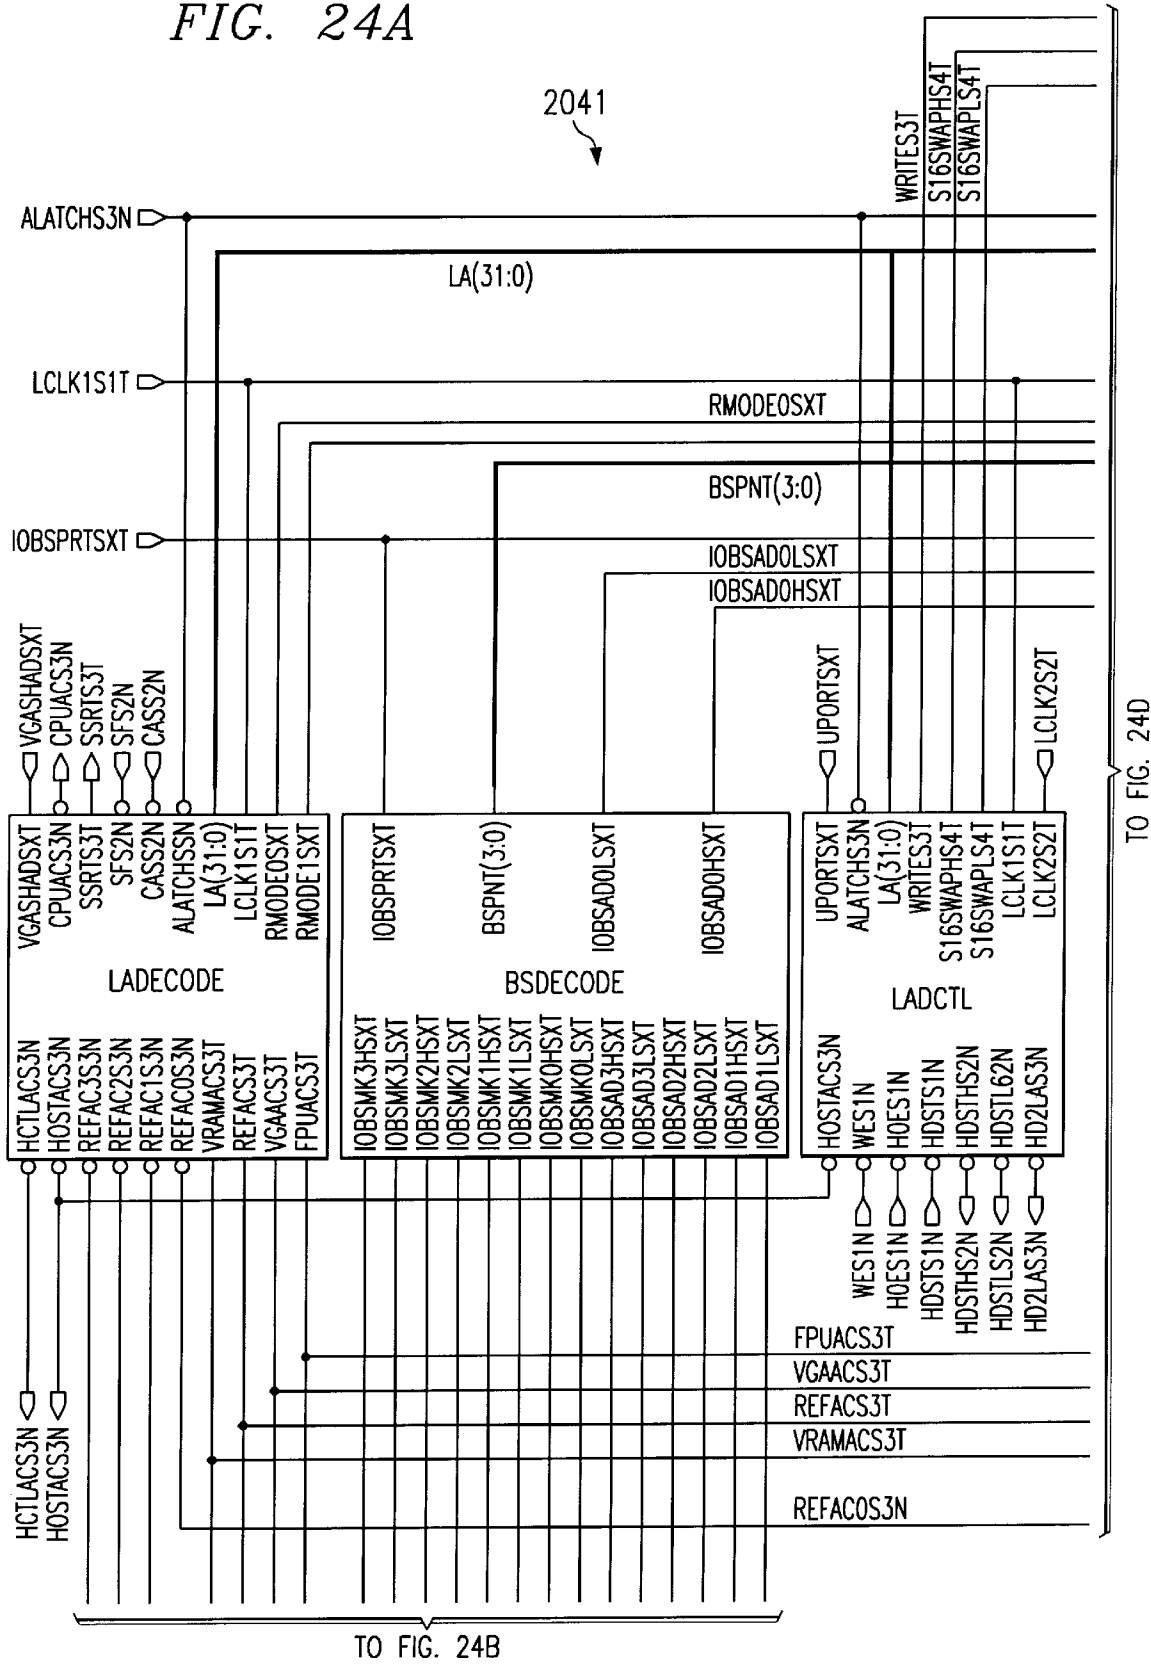 FIG. 24A
2041
WRITES3T
S16SWAPHS4T
S16SWAPLS4T
ALATCHS3N
LA(31:0)
LCLK1S1T
RMODE0SXT
BSPNT(3:0)
IOBSPRTSXT
IOBSAD0LSXT
IOBSAD0HSXT
VGASHADSXT
CPUACS3N
SSRTS3T
SFS2N
CASS2N
UPORTSXT
LCLK2S2T
TO FIG. 24D
VGASHADSXT
CPUACS3N
SSRTS3T
SFS2N
CASS2N
ALATCHSSN
LA(31:0)
LCLK1S1T
RMODE0SXT
RMODE1SXT
IOBSPRTSXT
BSPNT(3:0)
IOBSAD0LSXT
IOBSAD0HSXT
UPORTSXT
ALATCHS3N
LA(31:0)
WRITES3T
S16SWAPHS4T
S16SWAPLS4T
LCLK1S1T
LCLK2S2T
LADECODE
BSDECODE
LADCTL
HCTLACS3N
HOSTACS3N
REFAC3S3N
REFAC2S3N
REFAC1S3N
REFAC0S3N
VRAMACS3T
REFACS3T
VGAACS3T
FPUACS3T
IOBSMK3HSXT
IOBSMK3LSXT
IOBSMK2HSXT
IOBSMK2LSXT
IOBSMK1HSXT
IOBSMK1LSXT
IOBSMK0HSXT
IOBSMK0LSXT
IOBSAD3HSXT
IOBSAD3LSXT
IOBSAD2HSXT
IOBSAD2LSXT
IOBSAD1HSXT
IOBSAD1LSXT
HOSTACS3N
WES1N
HOES1N
HDSTS1N
HDSTHS2N
HDSTL62N
HD2LAS3N
WES1N
HOES1N
HDSTS1N
HDSTHS2N
HDSTLS2N
HD2LAS3N
FPUACS3T
VGAACS3T
REFACS3T
VRAMACS3T
HCTLACS3N
HOSTACS3N
REFACOS3N
TO FIG. 24B